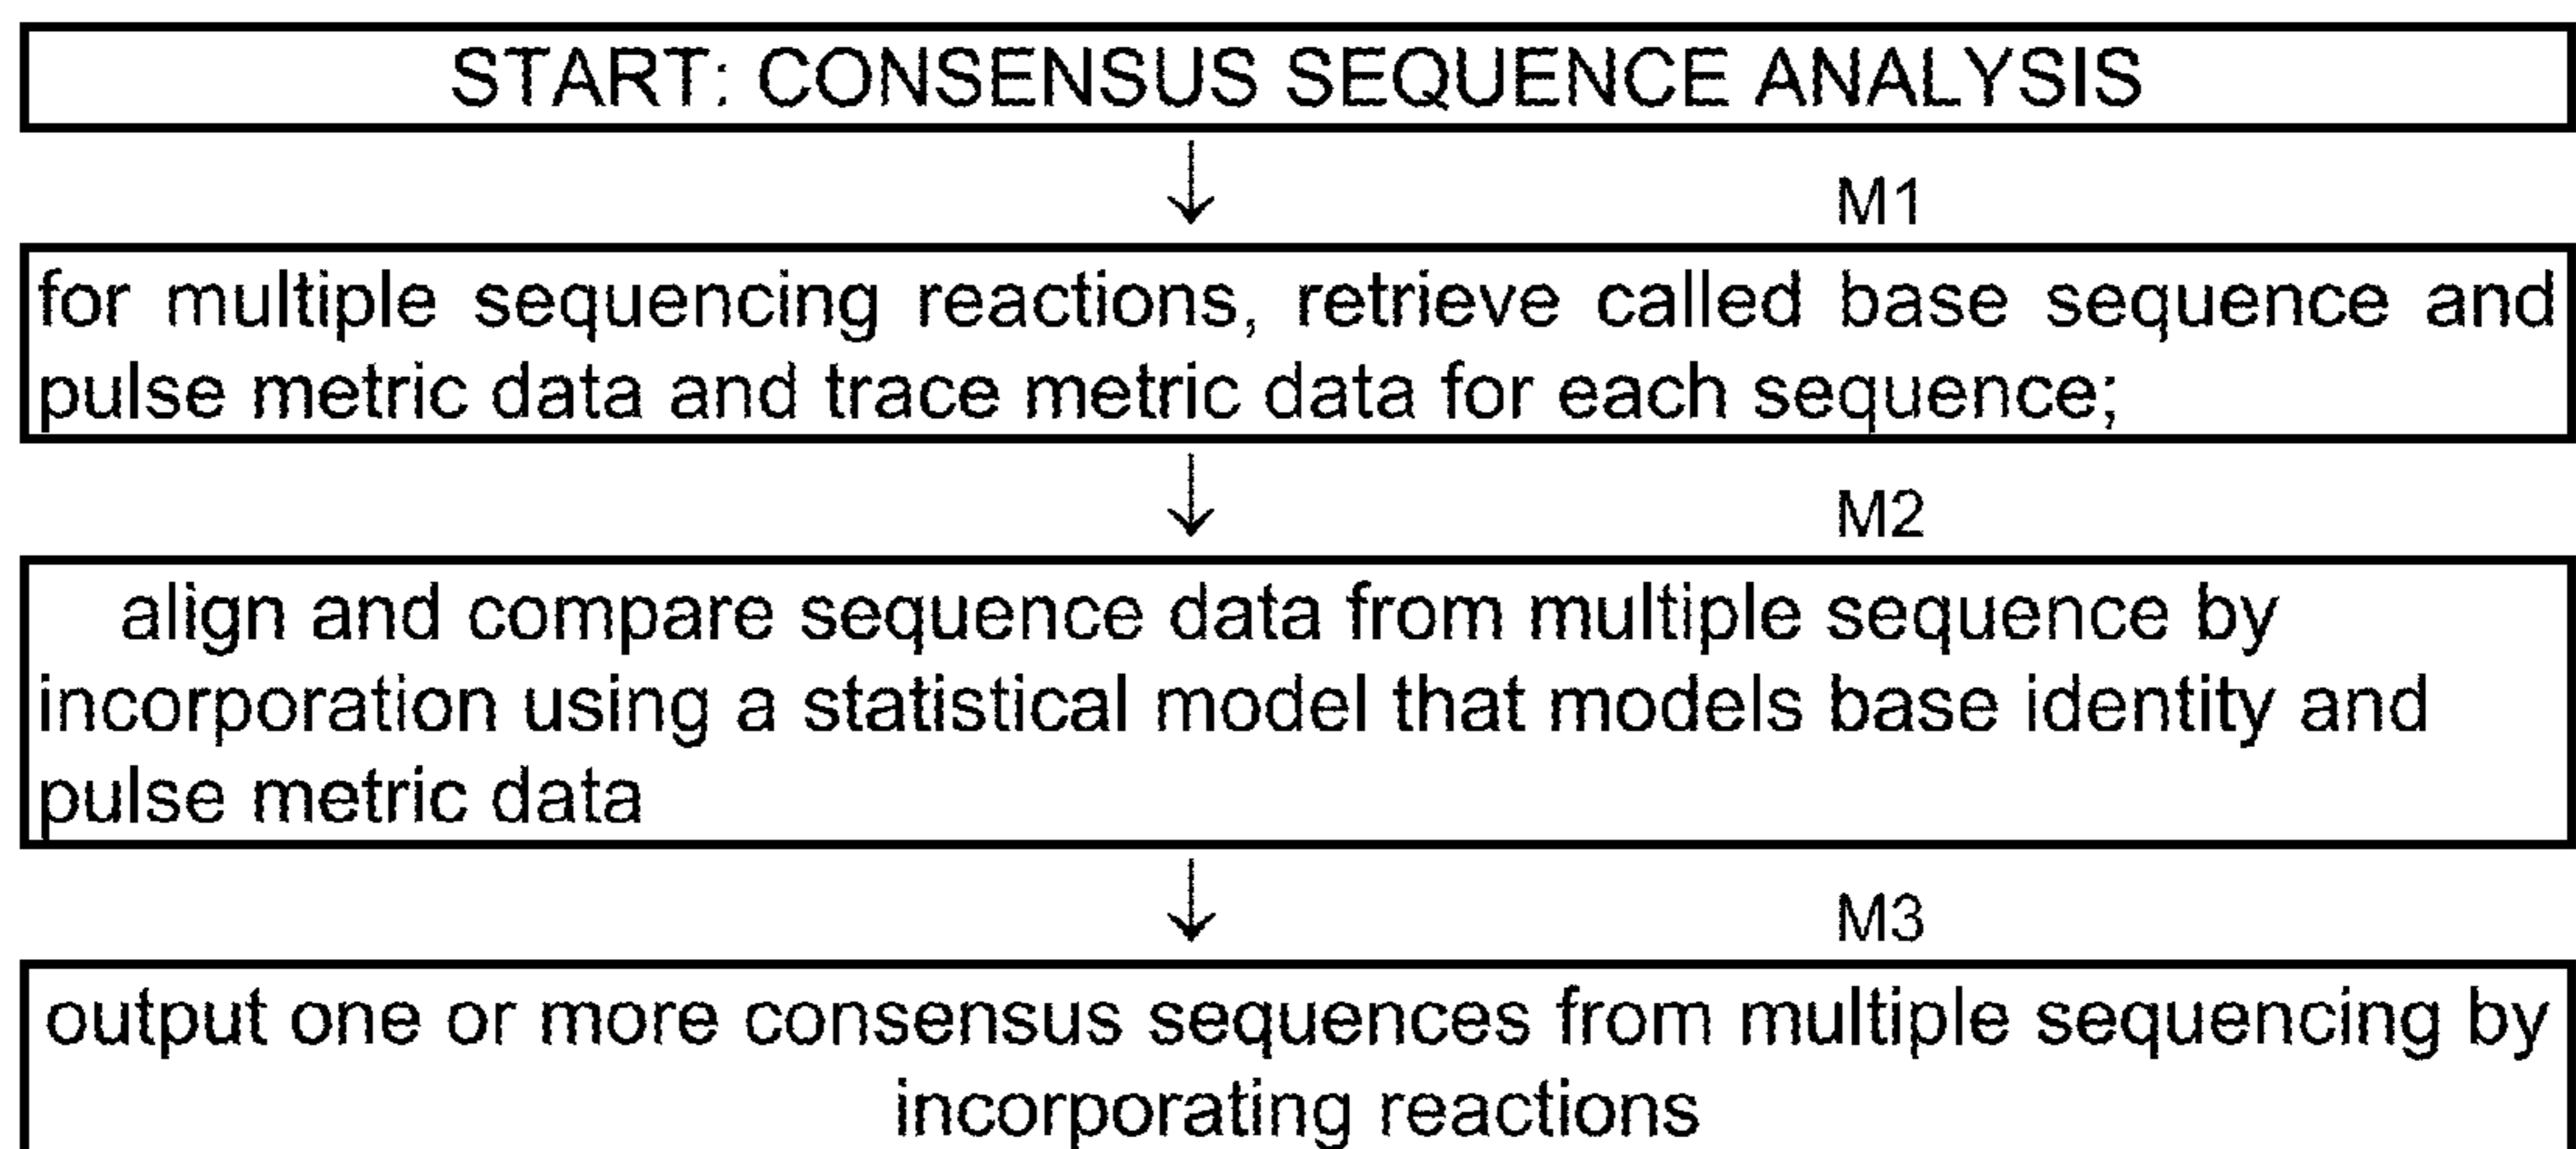 START: CONSENSUS SEQUENCE ANALYSIS
M1
for multiple sequencing reactions, retrieve called base sequence and
pulse metric data and trace metric data for each sequence;
M2
align and compare sequence data from multiple sequence by
incorporation using a statistical model that models base identity and
pulse metric data
M3
output one or more consensus sequences from multiple sequencing by
incorporating reactions